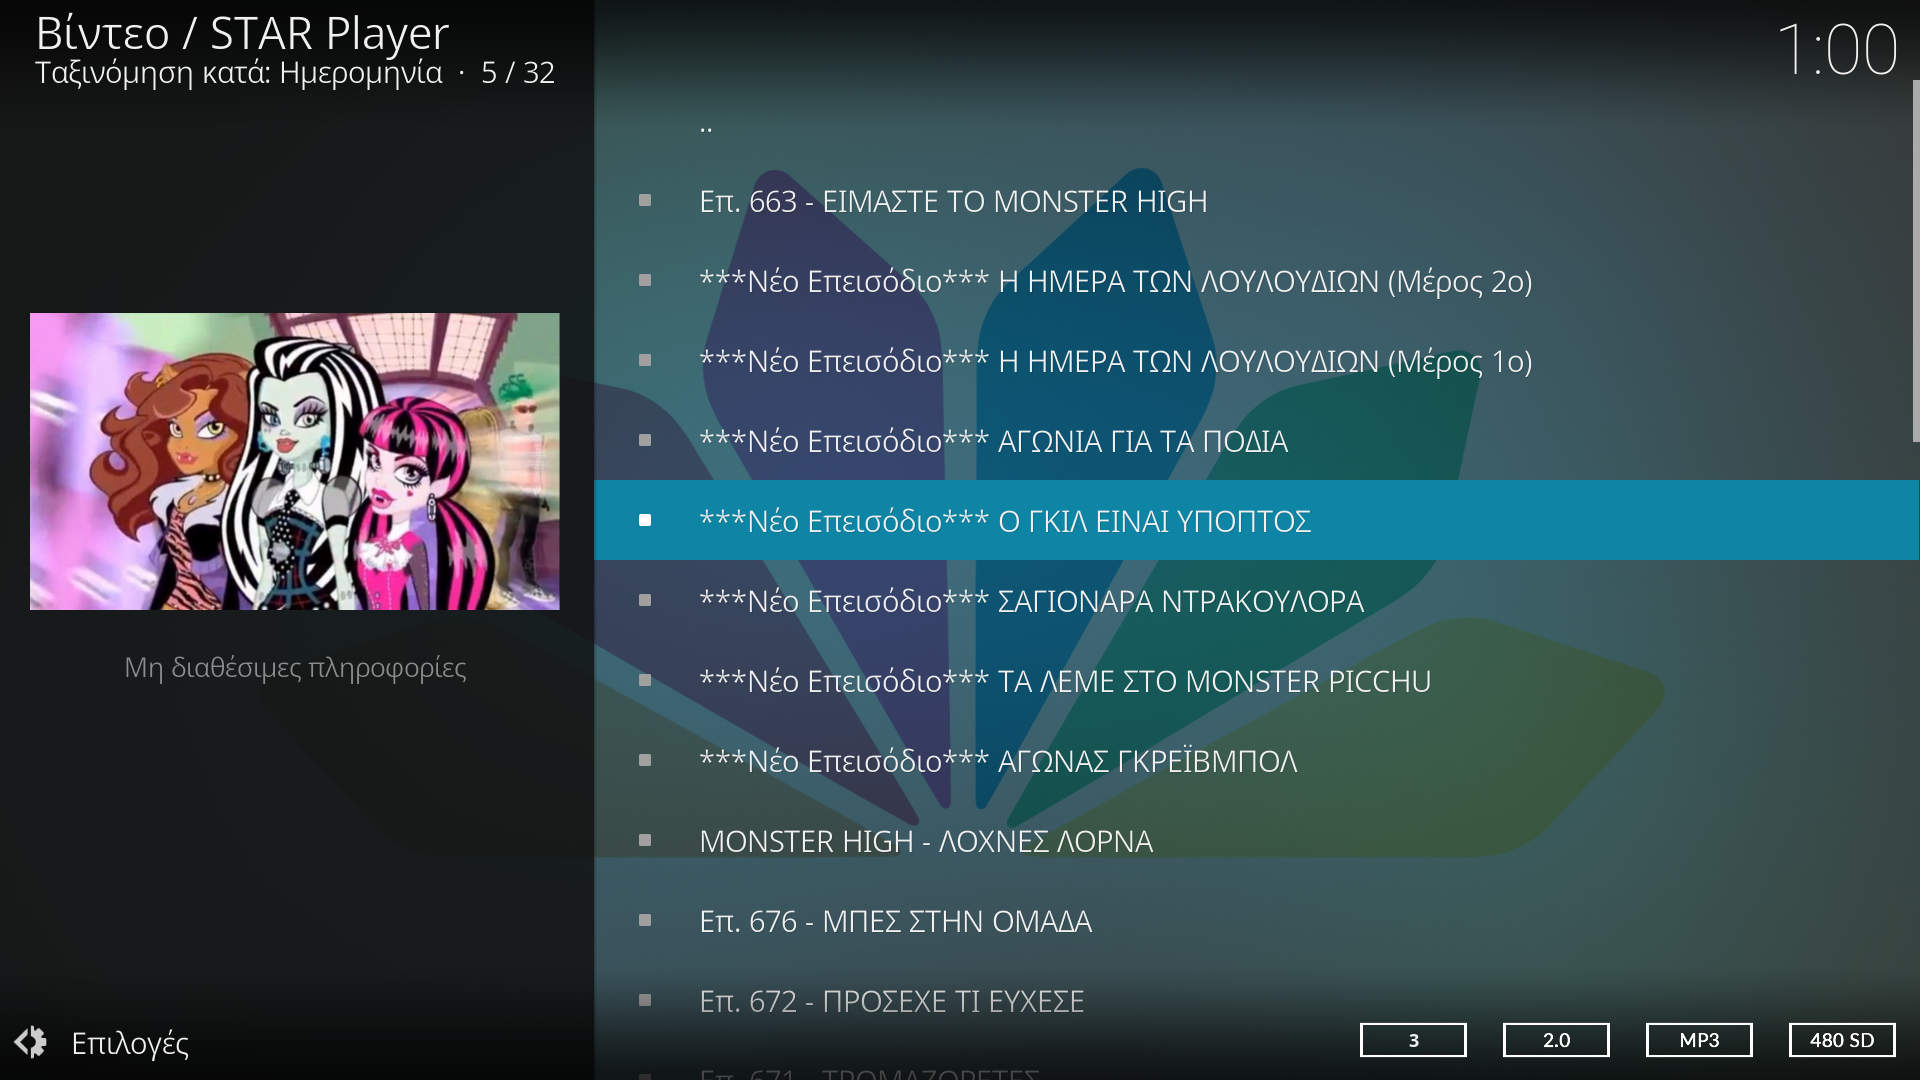 Βίντεο / STAR Player
Ταξινόμηση κατά: Ημερομηνία · 5 / 32
1:00
..
Επ. 663 - ΕΙΜΑΣΤΕ ΤΟ MONSTER HIGH
***Νέο Επεισόδιο*** Η ΗΜΕΡΑ ΤΩΝ ΛΟΥΛΟΥΔΙΩΝ (Μέρος 2ο)
***Νέο Επεισόδιο*** Η ΗΜΕΡΑ ΤΩΝ ΛΟΥΛΟΥΔΙΩΝ (Μέρος 1ο)
***Νέο Επεισόδιο*** ΑΓΩΝΙΑ ΓΙΑ ΤΑ ΠΟΔΙΑ
***Νέο Επεισόδιο*** Ο ΓΚΙΛ ΕΙΝΑΙ ΥΠΟΠΤΟΣ
***Νέο Επεισόδιο*** ΣΑΓΙΟΝΑΡΑ ΝΤΡΑΚΟΥΛΟΡΑ
***Νέο Επεισόδιο*** ΤΑ ΛΕΜΕ ΣΤΟ MONSTER PICCHU
***Νέο Επεισόδιο*** ΑΓΩΝΑΣ ΓΚΡΕΪΒΜΠΟΛ
MONSTER HIGH - ΛΟΧΝΕΣ ΛΟΡΝΑ
Επ. 676 - ΜΠΕΣ ΣΤΗΝ ΟΜΑΔΑ
Επ. 672 - ΠΡΟΣΕΧΕ ΤΙ ΕΥΧΕΣΕ
Επ. 671 - ΤΡΟΜΑΖΟΡΕΤΕΣ
Μη διαθέσιμες πληροφορίες
Επιλογές
3
2.0
MP3
480 SD